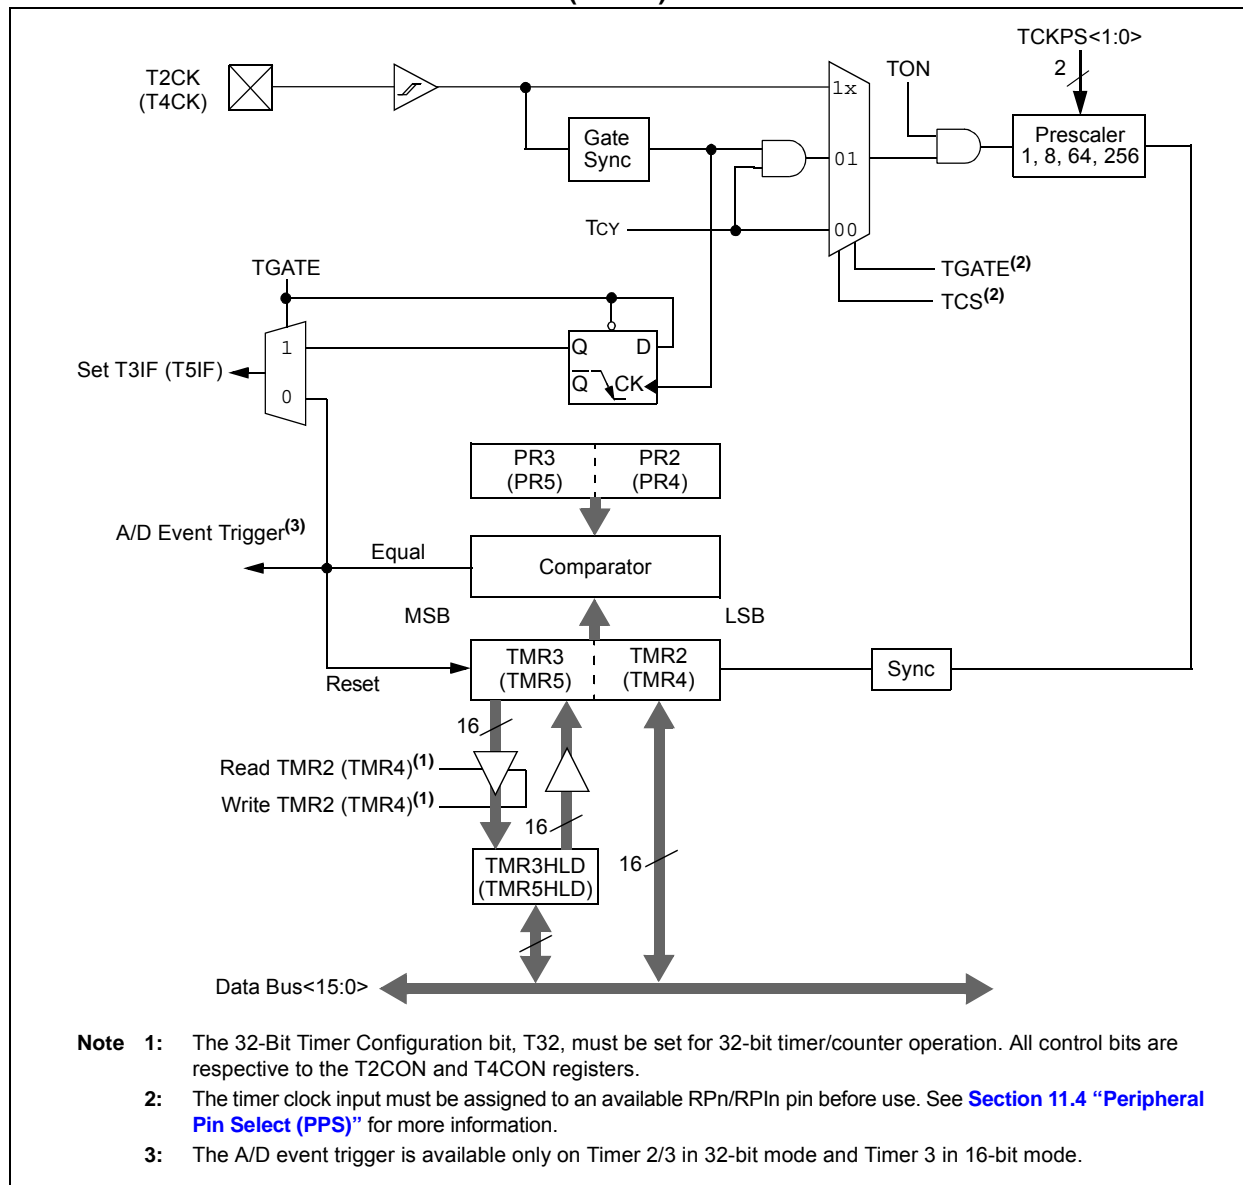 TCKPS<1:0>
2
T2CK
(T4CK)
TON
1x
Prescaler
1, 8, 64, 256
Gate
Sync
01
TCY
00
TGATE(2)
TCS(2)
TGATE
1
Q D
Set T3IF (T5IF)
Q CK
0
PR3
(PR5)
PR2
(PR4)
A/D Event Trigger(3)
Equal
Comparator
MSB
LSB
TMR3
(TMR5)
TMR2
(TMR4)
Sync
Reset
16
Read TMR2 (TMR4)(1)
Write TMR2 (TMR4)(1)
16
TMR3HLD
(TMR5HLD)
16
Data Bus<15:0>
Note 1: The 32-Bit Timer Configuration bit, T32, must be set for 32-bit timer/counter operation. All control bits are
respective to the T2CON and T4CON registers.
2: The timer clock input must be assigned to an available RPn/RPIn pin before use. See Section 11.4 “Peripheral
Pin Select (PPS)” for more information.
3: The A/D event trigger is available only on Timer 2/3 in 32-bit mode and Timer 3 in 16-bit mode.